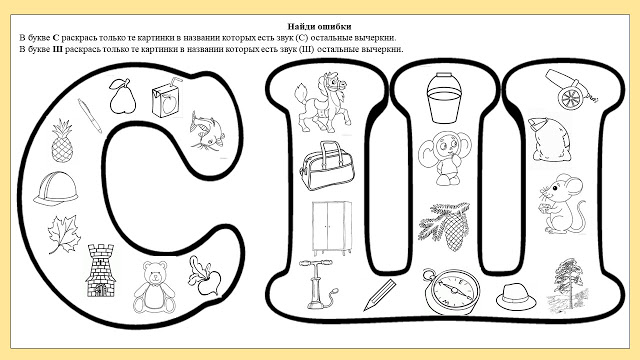 Найди ошибки
В букве С раскрась только те картинки в названии которых есть звук (С) остальные вычеркни.
В букве Ш раскрась только те картинки в названии которых есть звук (Ш) остальные вычеркни.
С Ш